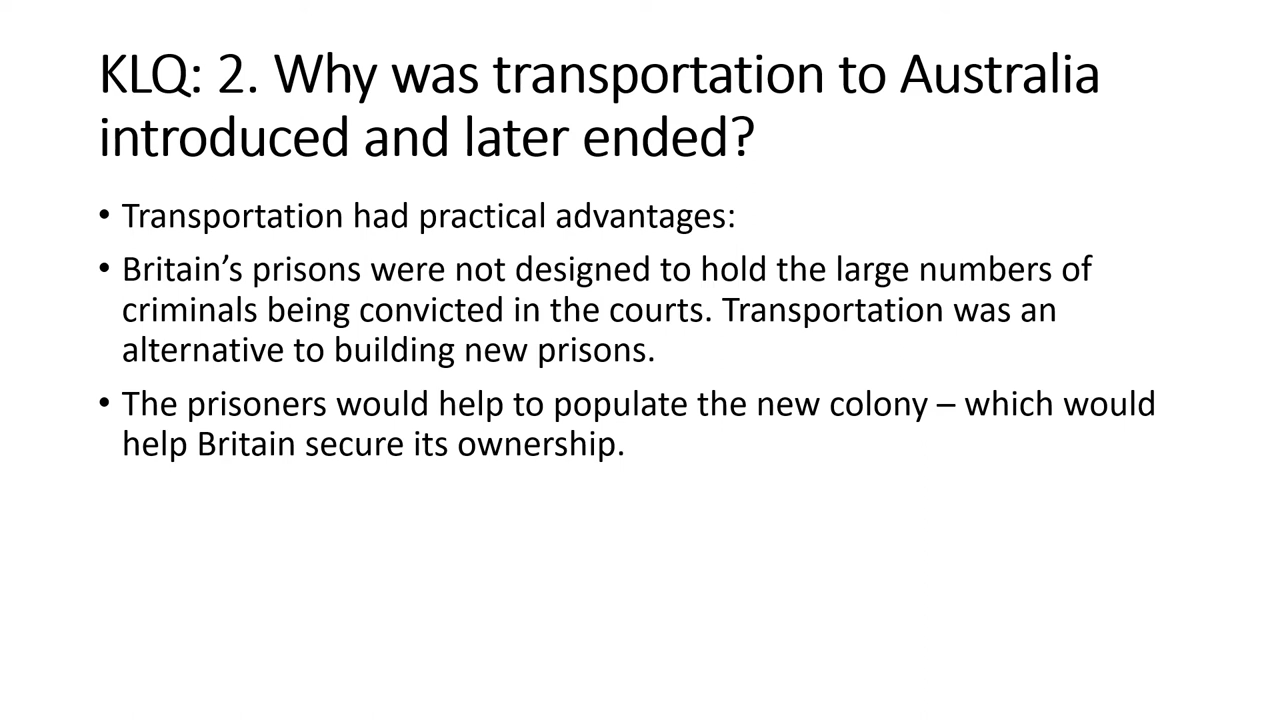 KLQ: 2. Why was transportation to Australia
introduced and later ended?
• Transportation had practical advantages:
• Britain’s prisons were not designed to hold the large numbers of
criminals being convicted in the courts. Transportation was an
alternative to building new prisons.
• The prisoners would help to populate the new colony – which would
help Britain secure its ownership.